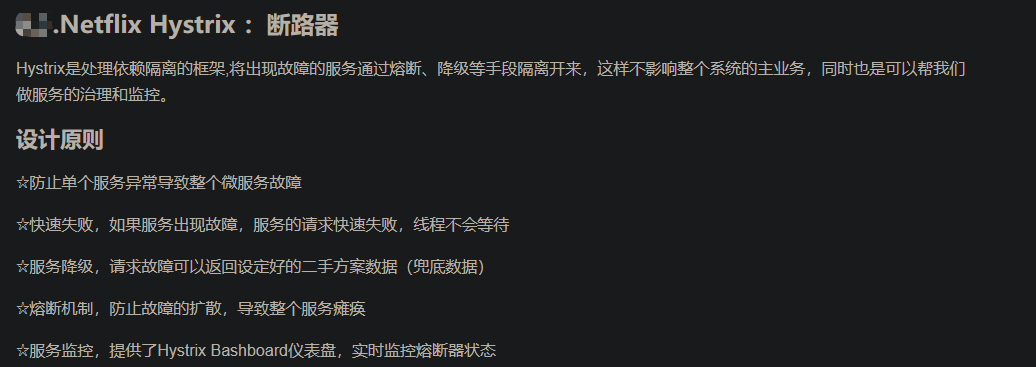 .Netflix Hystrix ：断路器
Hystrix是处理依赖隔离的框架,将出现故障的服务通过熔断、降级等手段隔离开来，这样不影响整个系统的主业务，同时也是可以帮我们
做服务的治理和监控。
设计原则
☆防止单个服务异常导致整个微服务故障
☆快速失败，如果服务出现故障，服务的请求快速失败，线程不会等待
☆服务降级，请求故障可以返回设定好的二手方案数据（兜底数据）
☆熔断机制，防止故障的扩散，导致整个服务瘫痪
☆服务监控，提供了Hystrix Bashboard仪表盘，实时监控熔断器状态